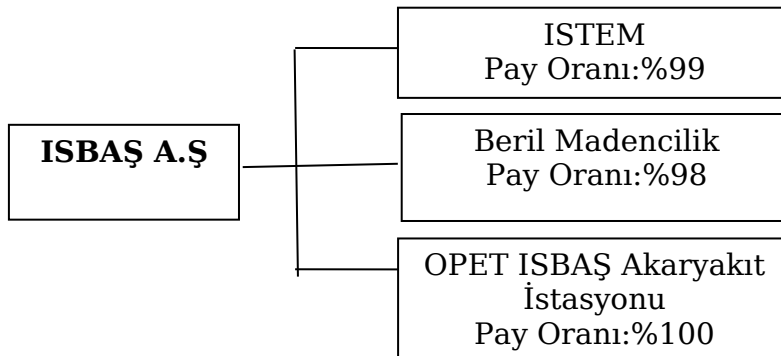 ISTEM
Pay Oranı:%99
ISBAŞ A.Ş
Beril Madencilik
Pay Oranı:%98
OPET ISBAŞ Akaryakıt
İstasyonu
Pay Oranı:%100